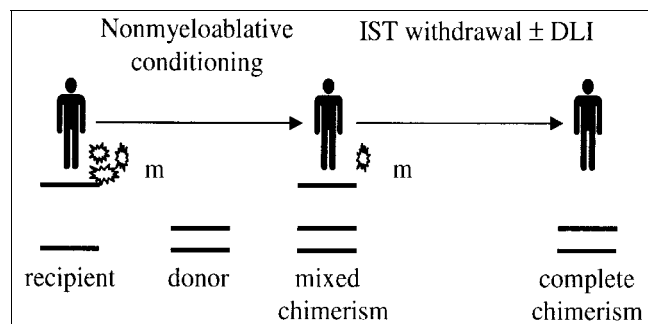 Nonmyeloablative
conditioning
IST withdrawal ± DLI
m
m
recipient
donor
mixed
chimerism
complete
chimerism